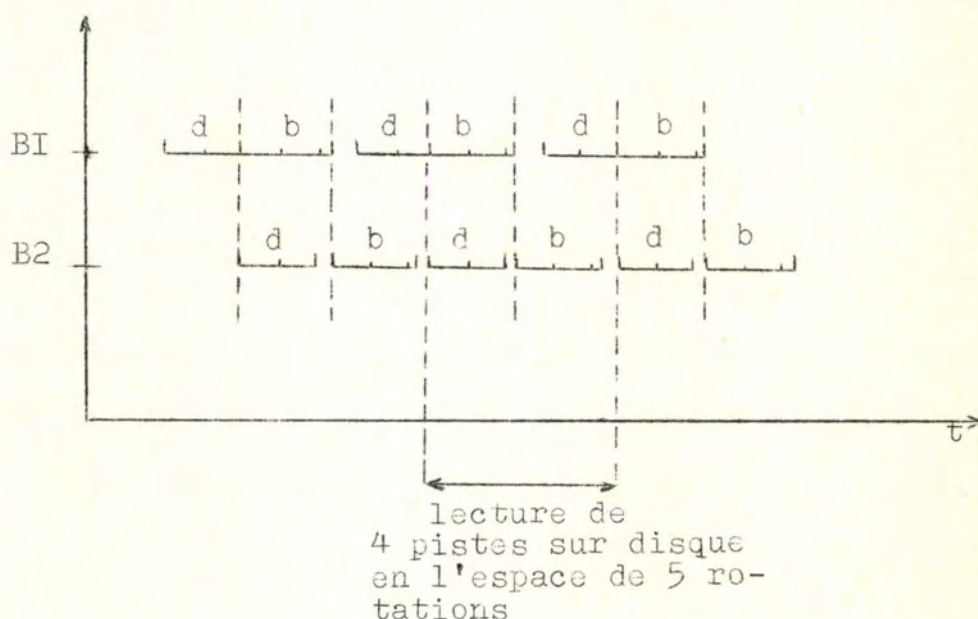 d b d b d b
BI
d b d b d b
B2
t
lecture de
4 pistes sur disque
en l'espace de 5 ro-
tations